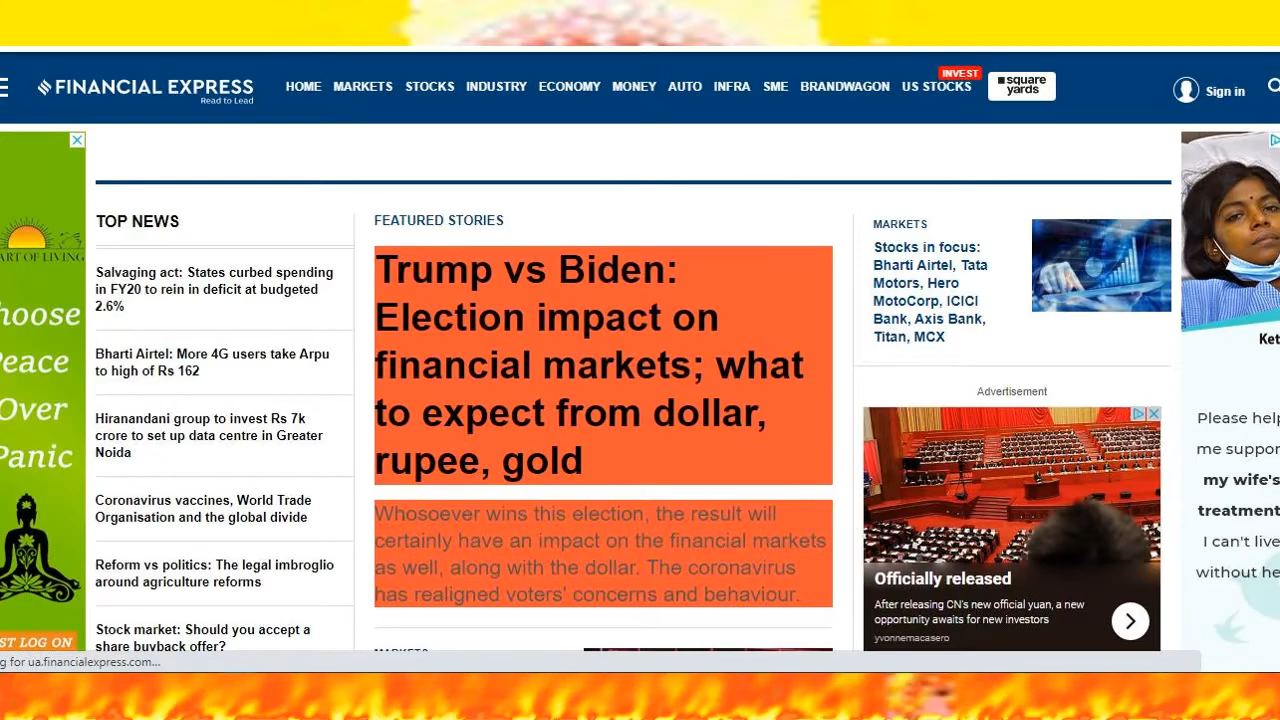 FINANCIAL EXPRESS
Read to Lead
HOME MARKETS STOCKS INDUSTRY ECONOMY MONEY AUTO INFRA SME BRANDWAGON US STOCKS
INVEST
square
yards
Sign in
ART OF LIVING
hoose
Peace
Over
Panic
ST LOG ON
TOP NEWS
Salvaging act: States curbed spending
in FY20 to rein in deficit at budgeted
2.6%
Bharti Airtel: More 4G users take Arpu
to high of Rs 162
Hiranandani group to invest Rs 7k
crore to set up data centre in Greater
Noida
Coronavirus vaccines, World Trade
Organisation and the global divide
Reform vs politics: The legal imbroglio
around agriculture reforms
Stock market: Should you accept a
share buyback offer?
FEATURED STORIES
Trump vs Biden:
Election impact on
financial markets; what
to expect from dollar,
rupee, gold
Whosoever wins this election, the result will
certainly have an impact on the financial markets
as well, along with the dollar. The coronavirus
has realigned voters' concerns and behaviour.
MARKETS
MARKETS
Stocks in focus:
Bharti Airtel, Tata
Motors, Hero
MotoCorp, ICICI
Bank, Axis Bank,
Titan, MCX
Advertisement
Officially released
After releasing CN's new official yuan, a new
opportunity awaits for new investors
yvonnemacasero
Ket
Please help
me suppor
my wife's
treatment
I can't live
without he
g for ua.financialexpress.com...